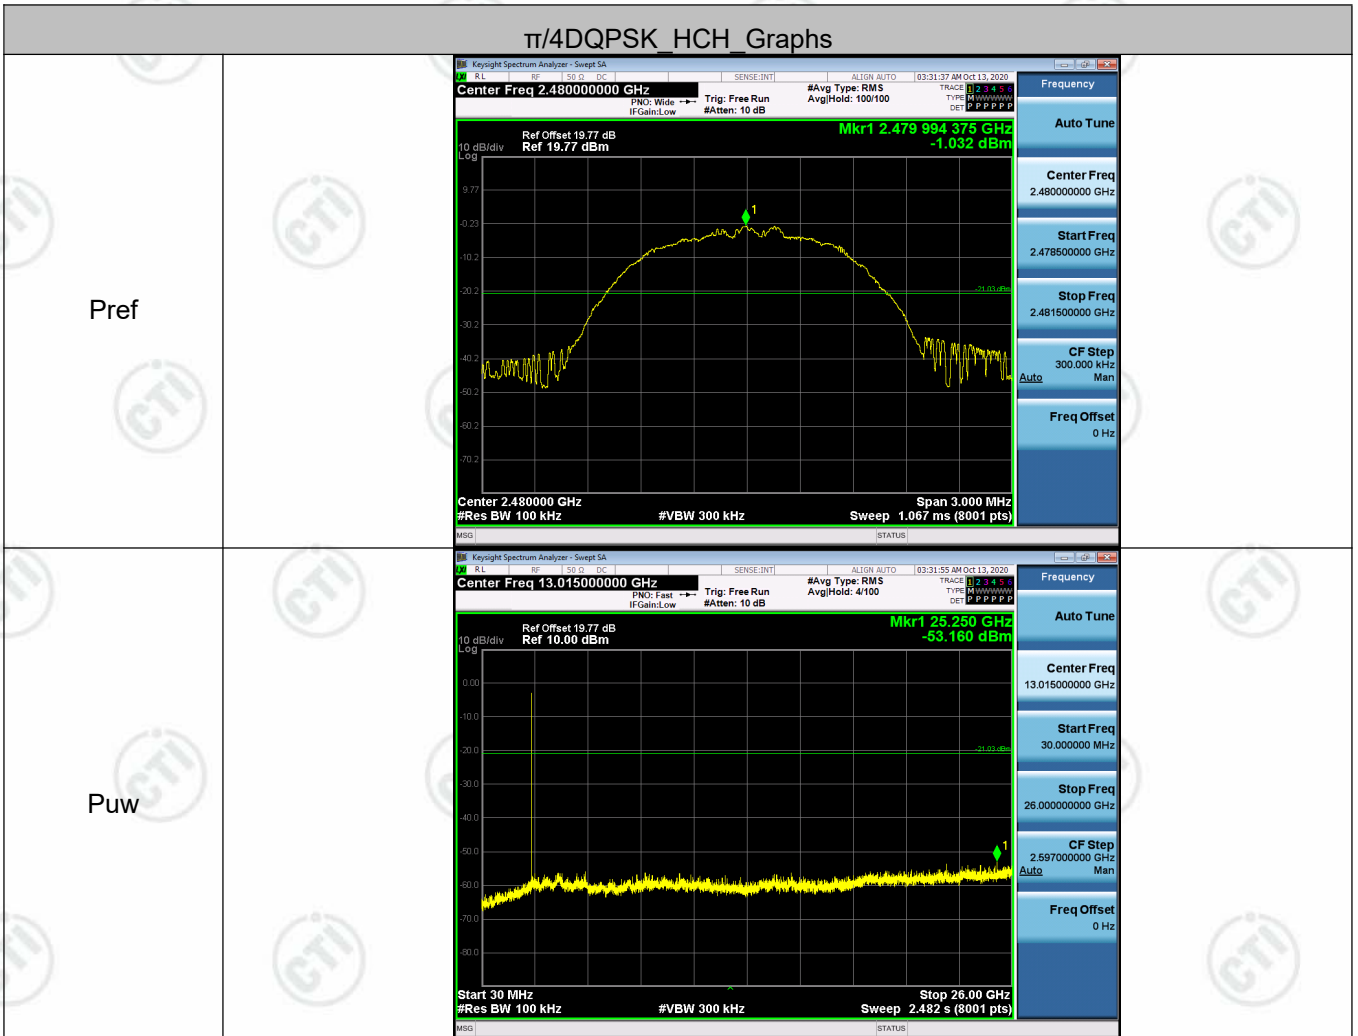 π/4DQPSK_HCH_Graphs
Pref
Keysight Spectrum Analyzer - Swept SA
RL RF 50 Ω DC SENSE:INT ALIGN AUTO 03:31:37 AM Oct 13, 2020
Center Freq 2.480000000 GHz
PNO: Wide
IFGain:Low
Trig: Free Run
#Atten: 10 dB
#Avg Type: RMS
Avg|Hold: 100/100
TRACE 1 2 3 4 5 6
TYPE M WWWWW
DET P P P P P P
Mkr1 2.479 994 375 GHz
-1.032 dBm
Ref Offset 19.77 dB
10 dB/div Ref 19.77 dBm
Log
9.77
-0.23
-10.2
-20.2
-30.2
-40.2
-50.2
-60.2
-70.2
1
-21.03 dBm
Center 2.480000 GHz Span 3.000 MHz
#Res BW 100 kHz #VBW 300 kHz Sweep 1.067 ms (8001 pts)
MSG STATUS
Frequency
Auto Tune
Center Freq
2.480000000 GHz
Start Freq
2.478500000 GHz
Stop Freq
2.481500000 GHz
CF Step
300.000 kHz
Auto Man
Freq Offset
0 Hz
Puw
Keysight Spectrum Analyzer - Swept SA
RL RF 50 Ω DC SENSE:INT ALIGN AUTO 03:31:55 AM Oct 13, 2020
Center Freq 13.015000000 GHz
PNO: Fast
IFGain:Low
Trig: Free Run
#Atten: 10 dB
#Avg Type: RMS
Avg|Hold: 4/100
TRACE 1 2 3 4 5 6
TYPE M WWWWW
DET P P P P P P
Mkr1 25.250 GHz
-53.160 dBm
Ref Offset 19.77 dB
10 dB/div Ref 10.00 dBm
Log
0.00
-10.0
-20.0
-30.0
-40.0
-50.0
-60.0
-70.0
-80.0
1
-21.03 dBm
Start 30 MHz Stop 26.00 GHz
#Res BW 100 kHz #VBW 300 kHz Sweep 2.482 s (8001 pts)
MSG STATUS
Frequency
Auto Tune
Center Freq
13.015000000 GHz
Start Freq
30.000000 MHz
Stop Freq
26.000000000 GHz
CF Step
2.597000000 GHz
Auto Man
Freq Offset
0 Hz
CTI